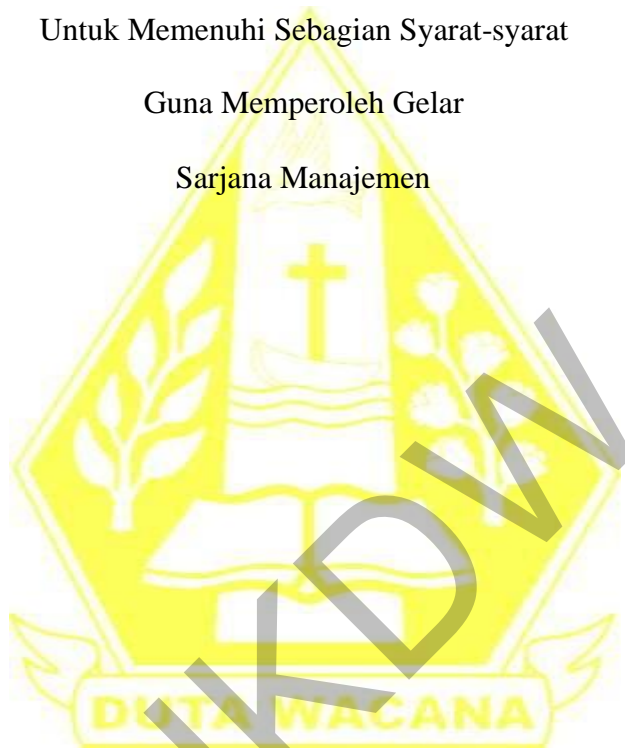 Untuk Memenuhi Sebagian Syarat-syarat
Guna Memperoleh Gelar
Sarjana Manajemen
DUTA WACANA
UKDW